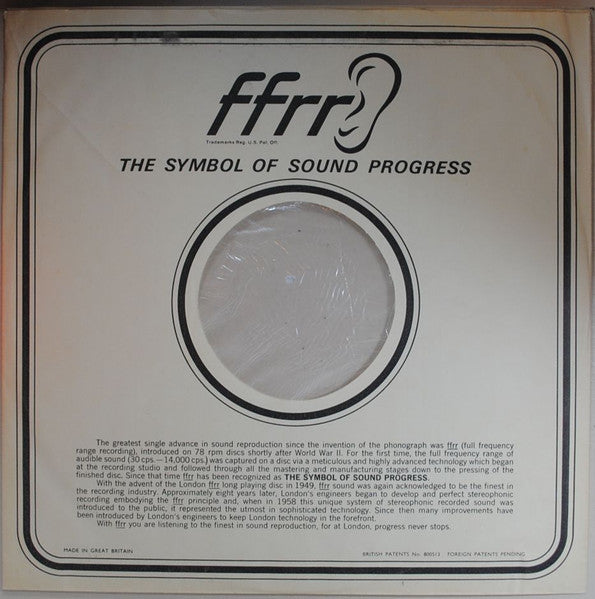 ffrr
Trademarks Reg. U.S. Pat. Off.
THE SYMBOL OF SOUND PROGRESS
The greatest single advance in sound reproduction since the invention of the phonograph was ffrr (full frequency
range recording), introduced on 78 rpm discs shortly after World War II. For the first time, the full frequency range of
audible sound (30 cps.—14,000 cps.) was captured on a disc via a meticulous and highly advanced technology which began
at the recording studio and followed through all the mastering and manufacturing stages down to the pressing of the
finished disc. Since that time ffrr has been recognized as THE SYMBOL OF SOUND PROGRESS.
With the advent of the London ffrr long playing disc in 1949, ffrr sound was again acknowledged to be the finest in
the recording industry. Approximately eight years later, London's engineers began to develop and perfect stereophonic
recording embodying the ffrr principle and, when in 1958 this unique system of stereophonic recorded sound was
introduced to the public, it represented the utmost in sophisticated technology. Since then many improvements have
been introduced by London's engineers to keep London technology in the forefront.
With ffrr you are listening to the finest in sound reproduction, for at London, progress never stops.
MADE IN GREAT BRITAIN
BRITISH PATENTS No. 800513 FOREIGN PATENTS PENDING